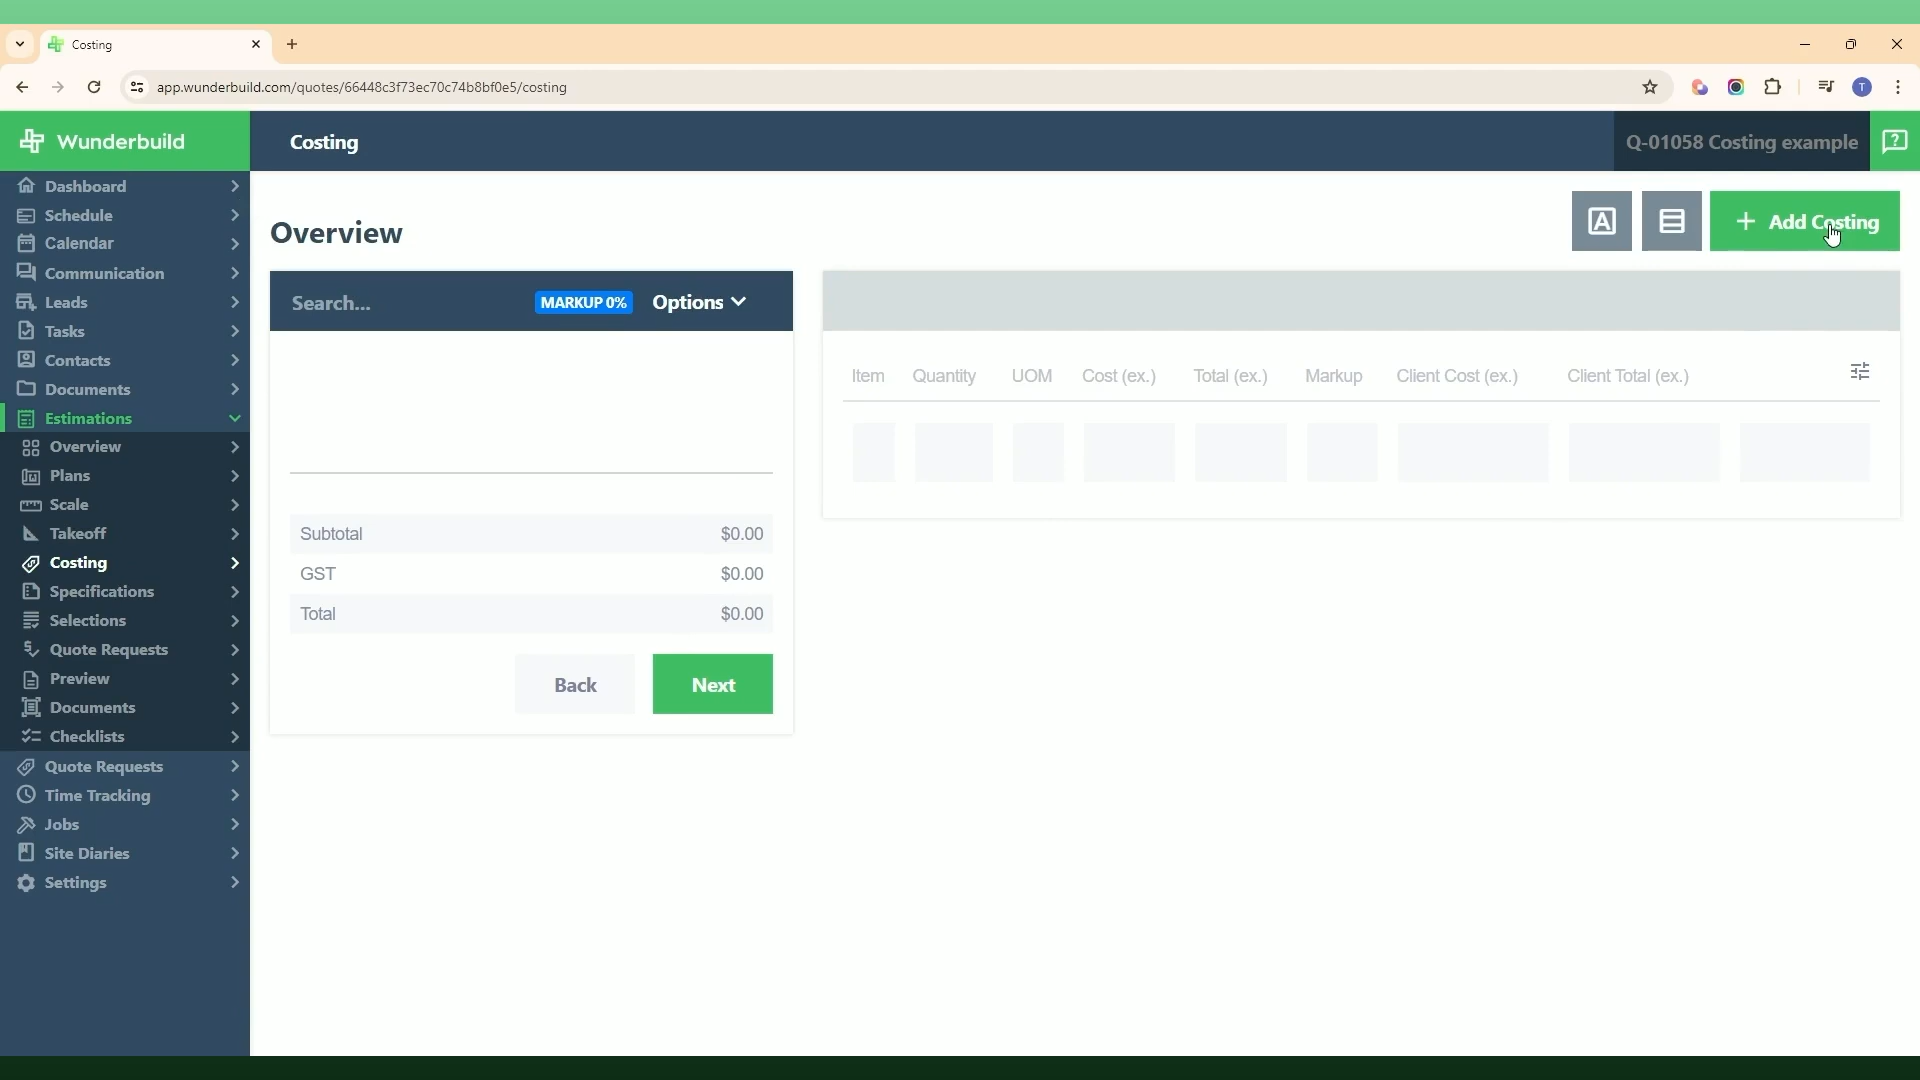 Costing
app.wunderbuild.com/quotes/66448c3f73ec70c74b8bf0e5/costing
T
Wunderbuild
Costing
Q-01058 Costing example
Dashboard
Schedule
Calendar
Communication
Leads
Tasks
Contacts
Documents
Estimations
Overview
Plans
Scale
Takeoff
Costing
Specifications
Selections
Quote Requests
Preview
Documents
Checklists
Quote Requests
Time Tracking
Jobs
Site Diaries
Settings
Overview
A
+ Add Costing
Search... MARKUP 0% Options
Subtotal $0.00
GST $0.00
Total $0.00
Back Next
Item Quantity UOM Cost (ex.) Total (ex.) Markup Client Cost (ex.) Client Total (ex.)